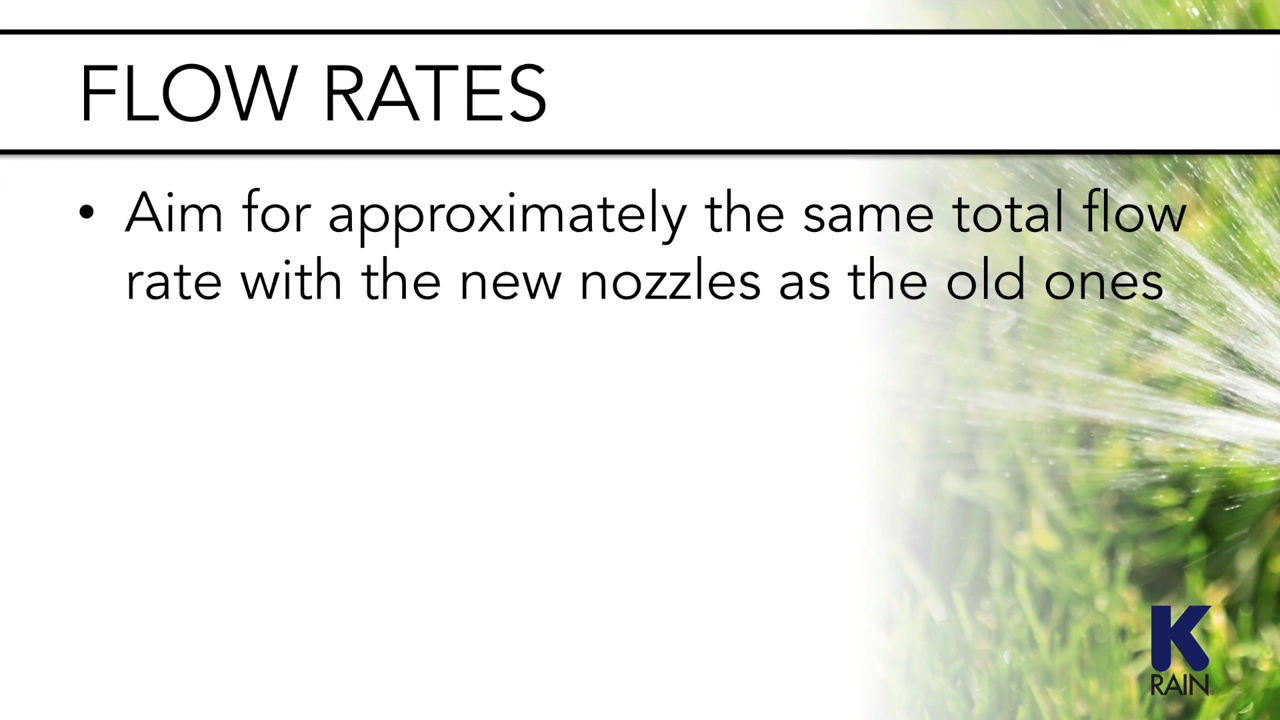 FLOW RATES
• Aim for approximately the same total flow
rate with the new nozzles as the old ones
K
RAIN